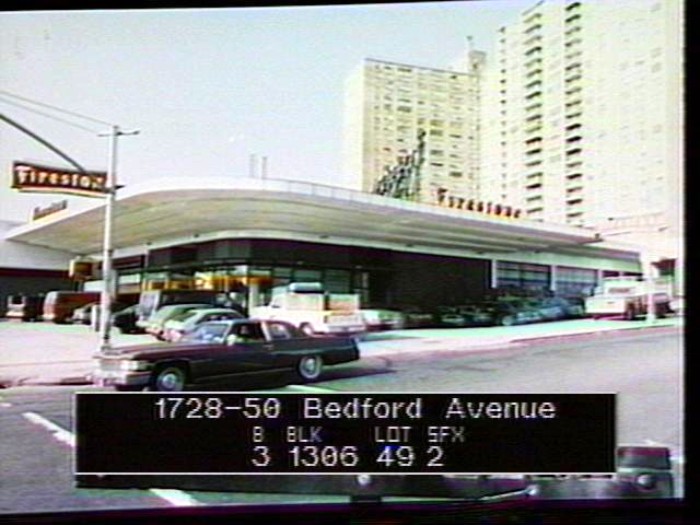 Firestone
Firestone
1728-50 Bedford Avenue
B BLK LOT SFX
3 1306 49 2